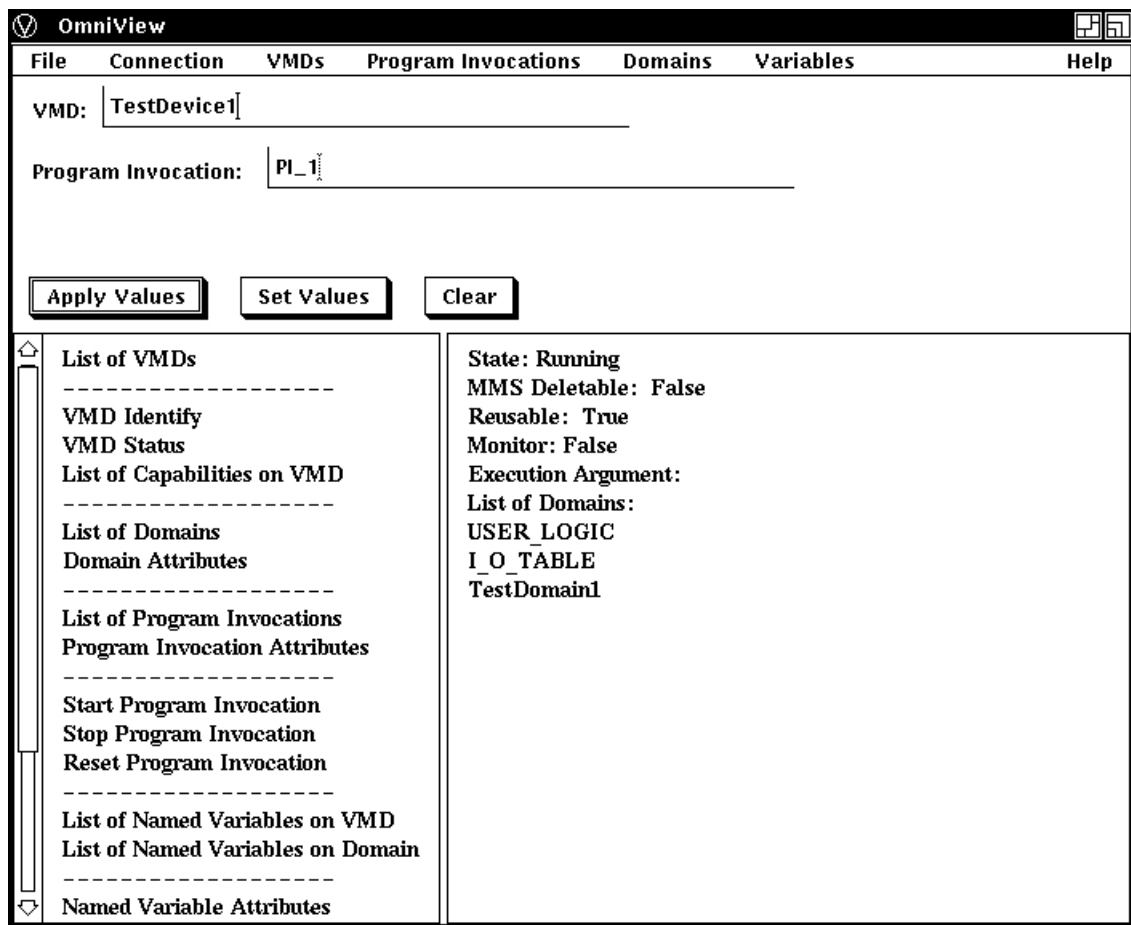 OmniView
File Connection VMDs Program Invocations Domains Variables Help
VMD: TestDevice1
Program Invocation: PI_1
Apply Values Set Values Clear
List of VMDs
-------------------
VMD Identify
VMD Status
List of Capabilities on VMD
-------------------
List of Domains
Domain Attributes
-------------------
List of Program Invocations
Program Invocation Attributes
-------------------
Start Program Invocation
Stop Program Invocation
Reset Program Invocation
-------------------
List of Named Variables on VMD
List of Named Variables on Domain
-------------------
Named Variable Attributes
State: Running
MMS Deletable: False
Reusable: True
Monitor: False
Execution Argument:
List of Domains:
USER_LOGIC
I_O_TABLE
TestDomain1